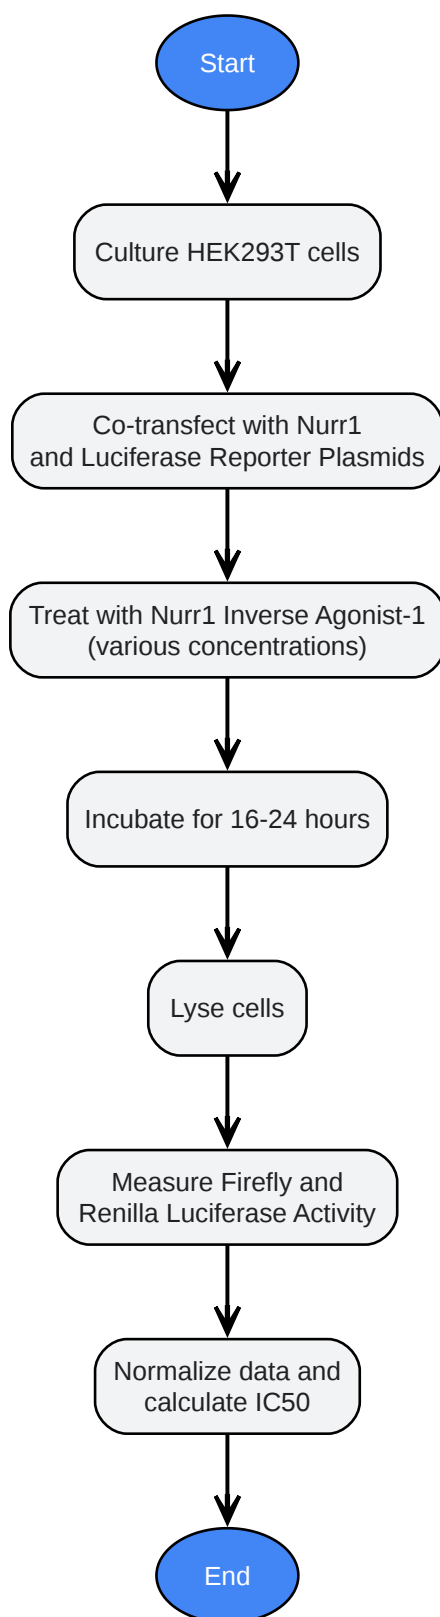 Start
Culture HEK293T cells
Co-transfect with Nurr1
and Luciferase Reporter Plasmids
Treat with Nurr1 Inverse Agonist-1
(various concentrations)
Incubate for 16-24 hours
Lyse cells
Measure Firefly and
Renilla Luciferase Activity
Normalize data and
calculate IC50
End